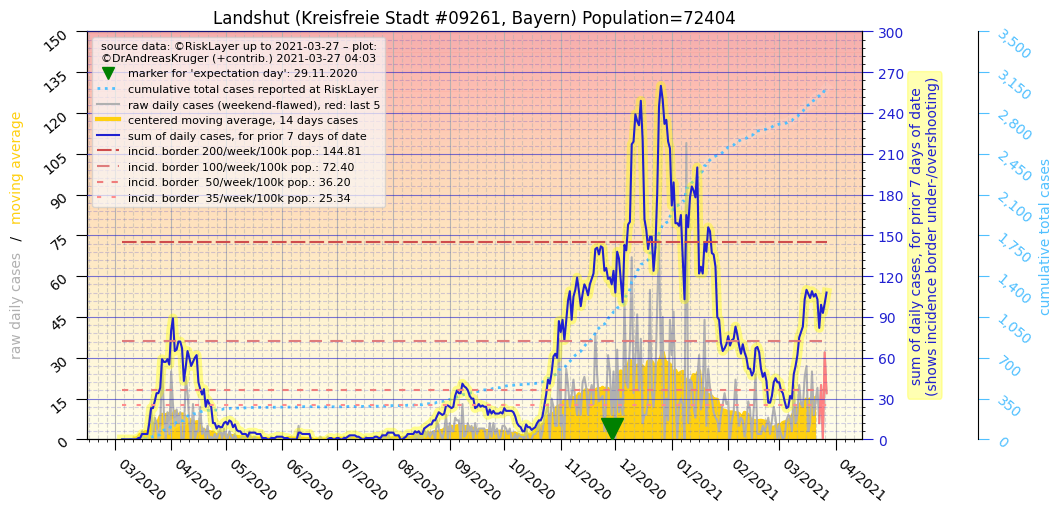 Landshut (Kreisfreie Stadt #09261, Bayern) Population=72404
source data: ©RiskLayer up to 2021-03-27 – plot:
©DrAndreasKruger (+contrib.) 2021-03-27 04:03
marker for 'expectation day': 29.11.2020
cumulative total cases reported at RiskLayer
raw daily cases (weekend-flawed), red: last 5
centered moving average, 14 days cases
sum of daily cases, for prior 7 days of date
incid. border 200/week/100k pop.: 144.81
incid. border 100/week/100k pop.: 72.40
incid. border  50/week/100k pop.: 36.20
incid. border  35/week/100k pop.: 25.34
raw daily cases / moving average
150
135
120
105
90
75
60
45
30
15
0
03/2020
04/2020
05/2020
06/2020
07/2020
08/2020
09/2020
10/2020
11/2020
12/2020
01/2021
02/2021
03/2021
04/2021
300
270
240
210
180
150
120
90
60
30
0
sum of daily cases, for prior 7 days of date
(shows incidence border under-/overshooting)
3,500
3,150
2,800
2,450
2,100
1,750
1,400
1,050
700
350
0
cumulative total cases